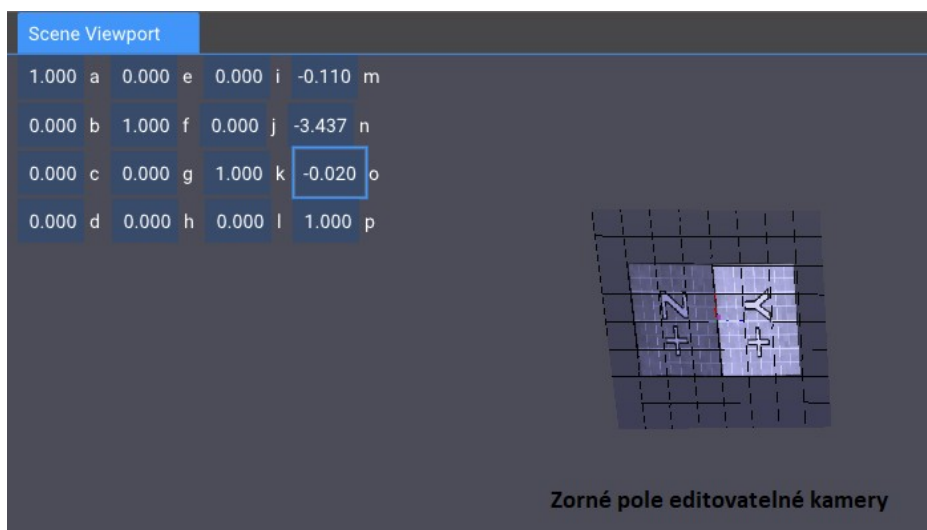 Scene Viewport
1.000 a 0.000 e 0.000 i -0.110 m
0.000 b 1.000 f 0.000 j -3.437 n
0.000 c 0.000 g 1.000 k -0.020 o
0.000 d 0.000 h 0.000 l 1.000 p
Z+ Y+
Zorné pole editovatelné kamery